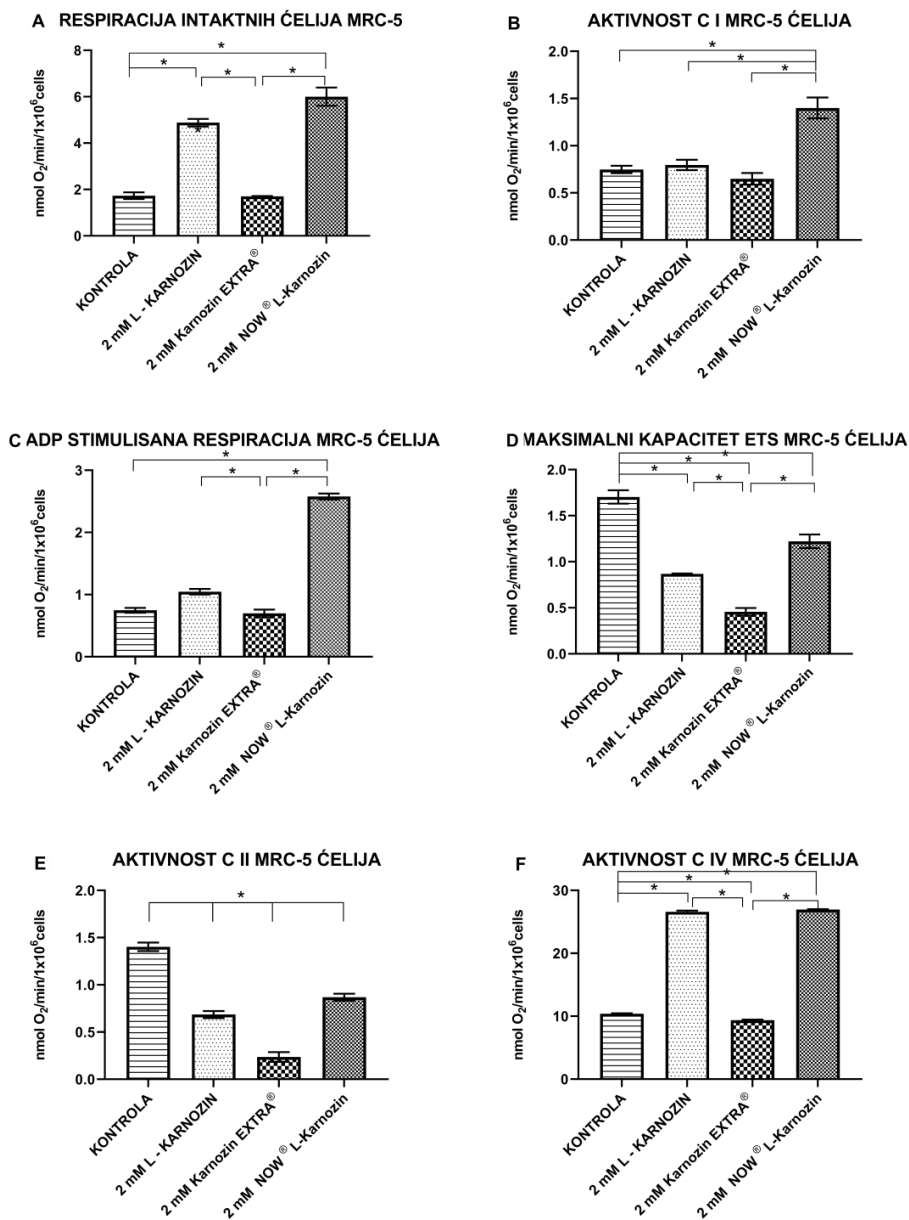 A RESPIRACIJA INTAKTNIH ĆELIJA MRC-5
nmol O2/min/1x10^6cells
8
6
4
2
0
*
*
*
*
*
KONTROLA
2 mM L - KARNOZIN
2 mM Karnozin EXTRA®
2 mM NOW® L-Karnozin
B AKTIVNOST C I MRC-5 ĆELIJA
nmol O2/min/1x10^6cells
2.0
1.5
1.0
0.5
0.0
*
*
*
KONTROLA
2 mM L - KARNOZIN
2 mM Karnozin EXTRA®
2 mM NOW® L-Karnozin
C ADP STIMULISANA RESPIRACIJA MRC-5 ĆELIJA
nmol O2/min/1x10^6cells
3
2
1
0
*
*
*
KONTROLA
2 mM L - KARNOZIN
2 mM Karnozin EXTRA®
2 mM NOW® L-Karnozin
D MAKSIMALNI KAPACITET ETS MRC-5 ĆELIJA
nmol O2/min/1x10^6cells
2.0
1.5
1.0
0.5
0.0
*
*
*
*
*
KONTROLA
2 mM L - KARNOZIN
2 mM Karnozin EXTRA®
2 mM NOW® L-Karnozin
E AKTIVNOST C II MRC-5 ĆELIJA
nmol O2/min/1x10^6cells
2.0
1.5
1.0
0.5
0.0
*
KONTROLA
2 mM L - KARNOZIN
2 mM Karnozin EXTRA®
2 mM NOW® L-Karnozin
F AKTIVNOST C IV MRC-5 ĆELIJA
nmol O2/min/1x10^6cells
30
20
10
0
*
*
*
*
*
KONTROLA
2 mM L - KARNOZIN
2 mM Karnozin EXTRA®
2 mM NOW® L-Karnozin